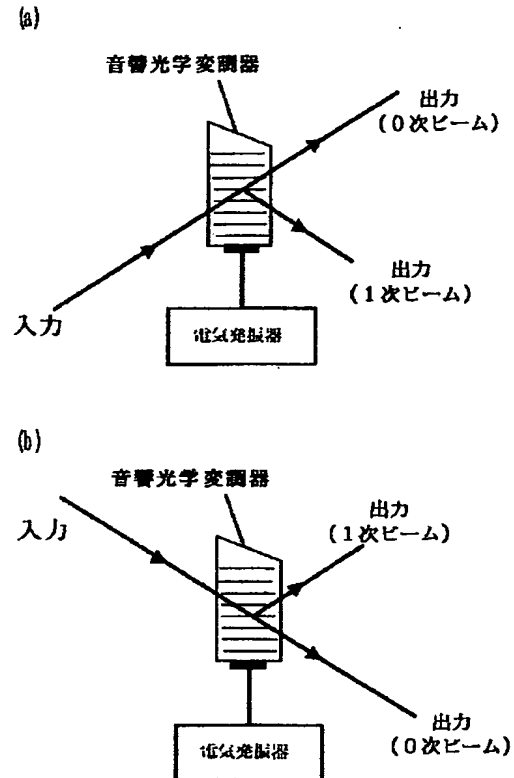 (a)
音響光学変調器
出力
(0次ビーム)
出力
(1次ビーム)
入力
電気発振器
(b)
音響光学変調器
入力
出力
(1次ビーム)
出力
(0次ビーム)
電気発振器